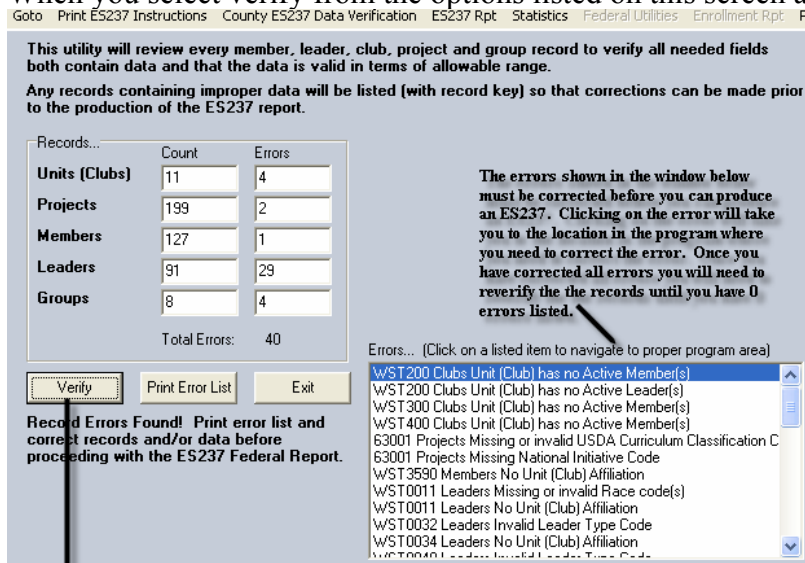 When you select verify from the options listed on this screen a
Goto Print ES237 Instructions County ES237 Data Verification ES237 Rpt Statistics Federal Utilities Enrollment Rpt
This utility will review every member, leader, club, project and group record to verify all needed fields
both contain data and that the data is valid in terms of allowable range.
Any records containing improper data will be listed (with record key) so that corrections can be made prior
to the production of the ES237 report.
Records...
Count Errors
Units (Clubs) 11 4
Projects 199 2
Members 127 1
Leaders 91 29
Groups 8 4
Total Errors: 40
The errors shown in the window below
must be corrected before you can produce
an ES237. Clicking on the error will take
you to the location in the program where
you need to correct the error. Once you
have corrected all errors you will need to
reverify the the records until you have 0
errors listed.
Verify Print Error List Exit
Record Errors Found! Print error list and
correct records and/or data before
proceeding with the ES237 Federal Report.
Errors... (Click on a listed item to navigate to proper program area)
WST200 Clubs Unit (Club) has no Active Member(s)
WST200 Clubs Unit (Club) has no Active Leader(s)
WST300 Clubs Unit (Club) has no Active Member(s)
WST400 Clubs Unit (Club) has no Active Member(s)
63001 Projects Missing or invalid USDA Curriculum Classification C
63001 Projects Missing National Initiative Code
WST3590 Members No Unit (Club) Affiliation
WST0011 Leaders Missing or invalid Race code(s)
WST0011 Leaders No Unit (Club) Affiliation
WST0032 Leaders Invalid Leader Type Code
WST0034 Leaders No Unit (Club) Affiliation
WST0040 Leaders Invalid Leader Type Code